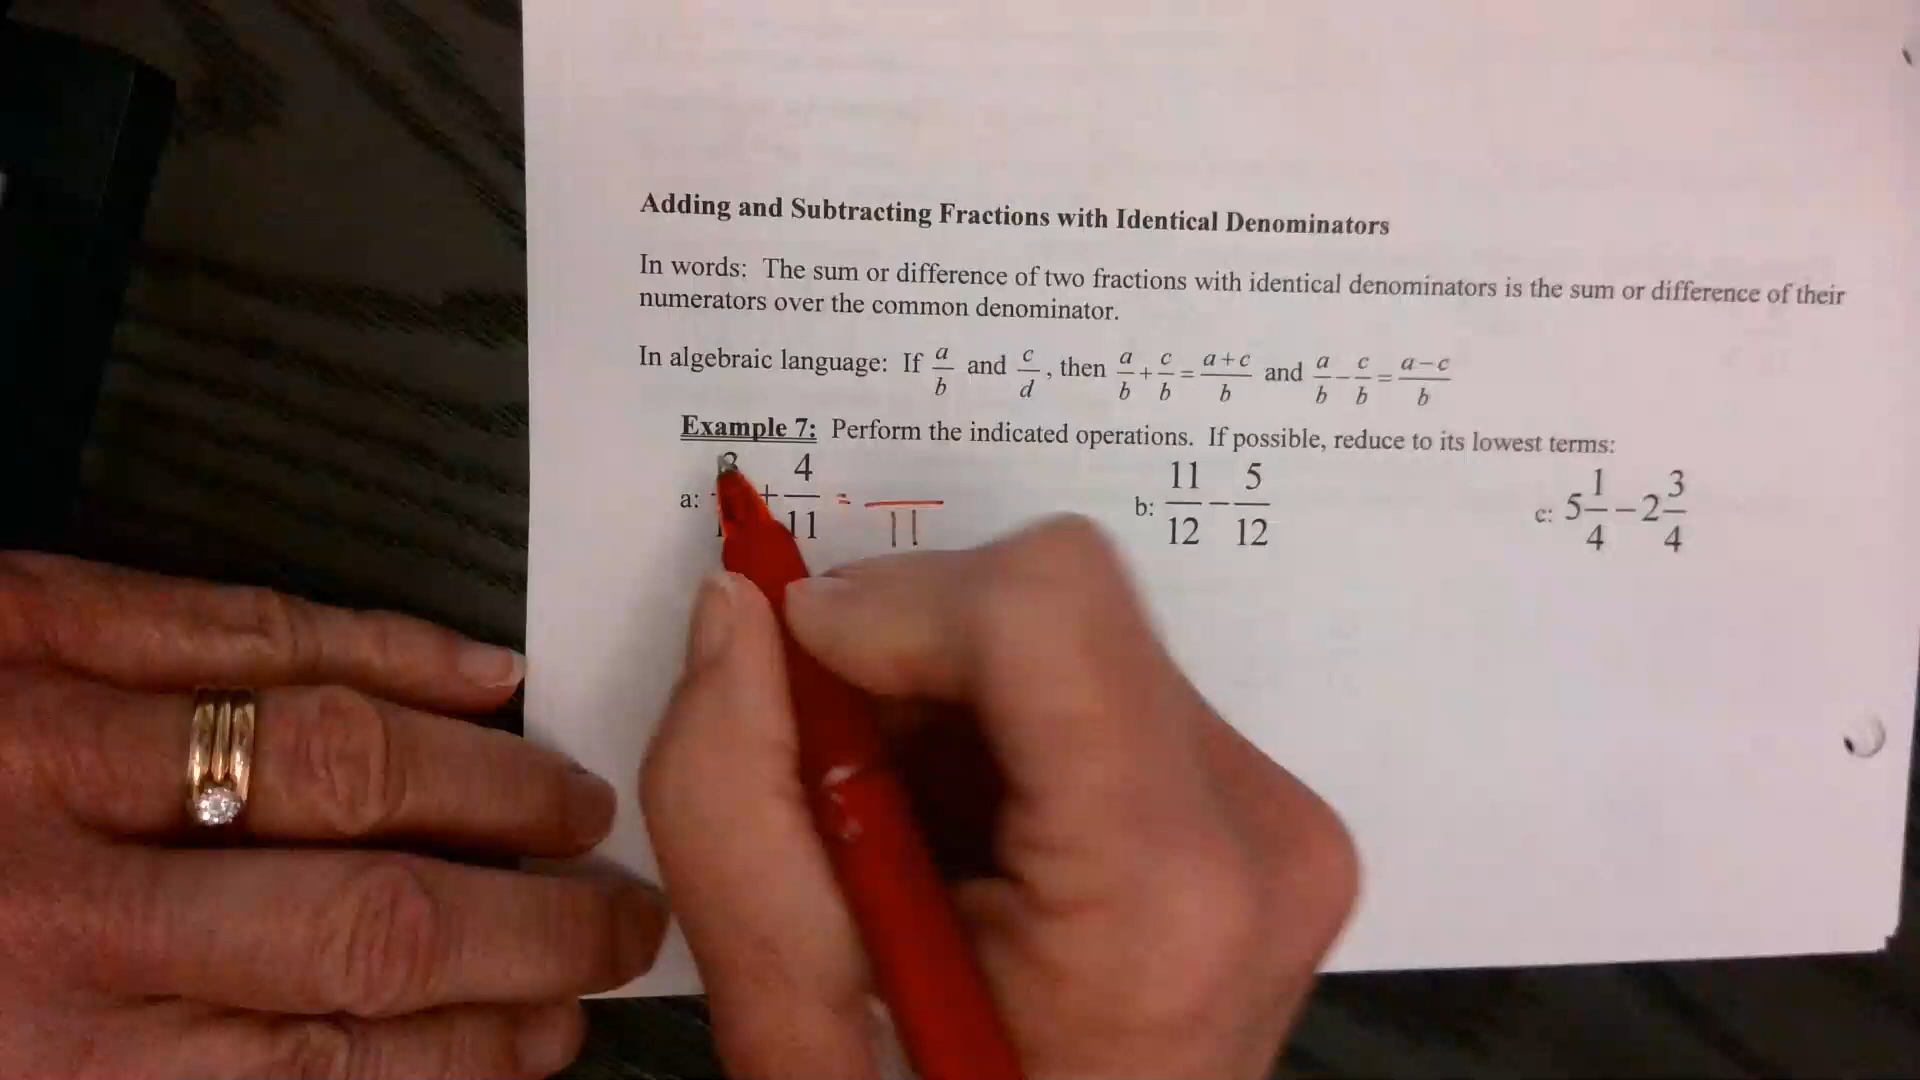 Adding and Subtracting Fractions with Identical Denominators
In words: The sum or difference of two fractions with identical denominators is the sum or difference of their
numerators over the common denominator.
In algebraic language: If a/b and c/d, then a/b + c/b = a+c/b and a/b - c/b = a-c/b
Example 7: Perform the indicated operations. If possible, reduce to its lowest terms:
a: + 4/11 = /11
b: 11/12 - 5/12
c: 5 1/4 - 2 3/4